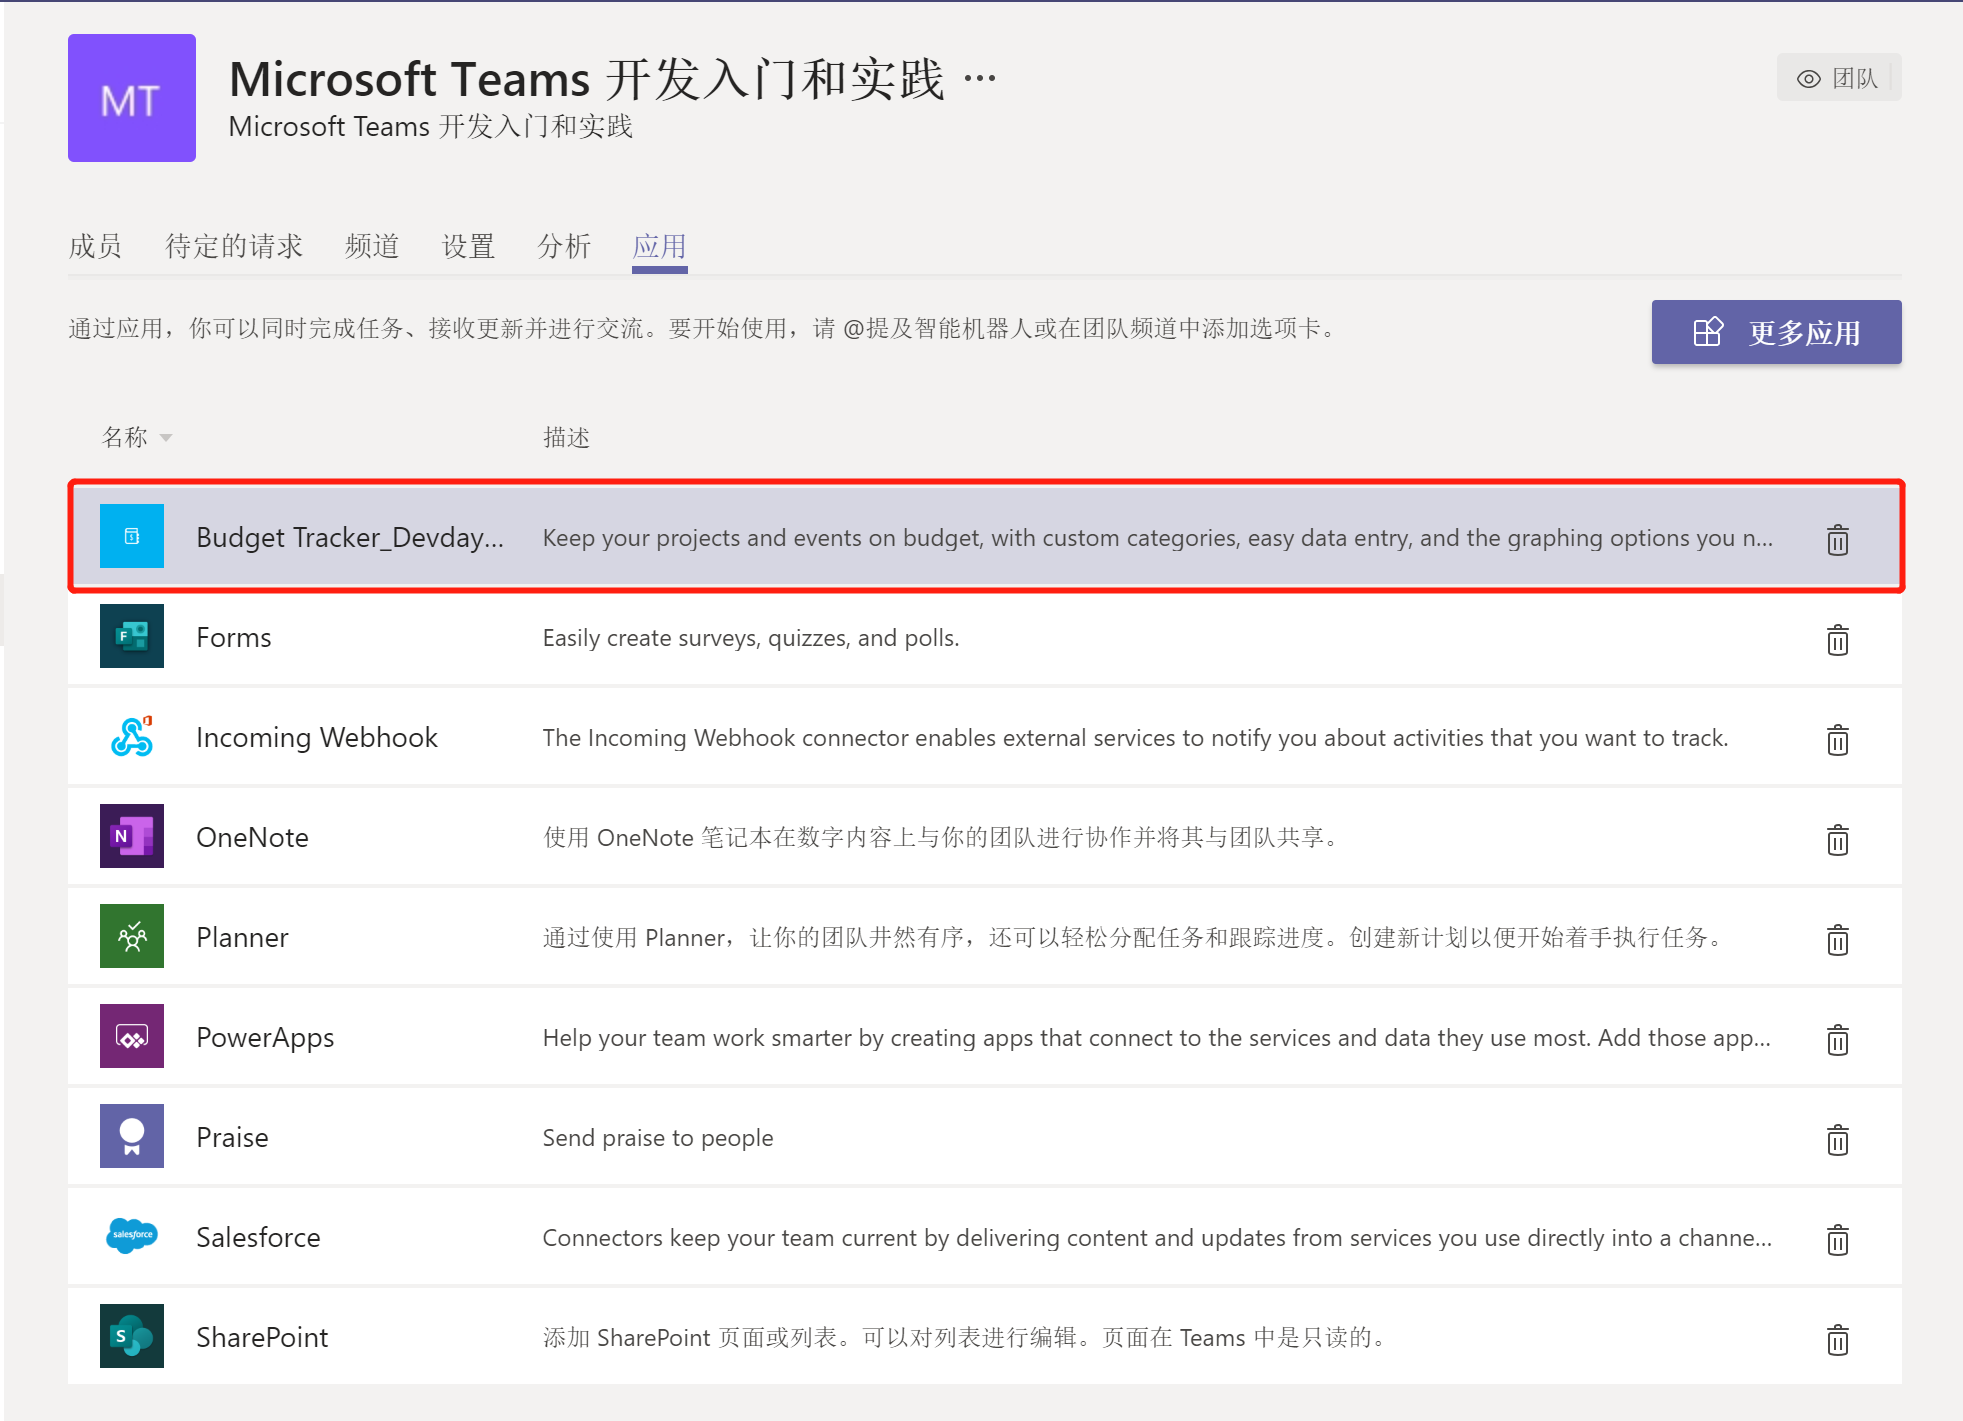 MT
Microsoft Teams 开发入门和实践 ···
Microsoft Teams 开发入门和实践
团队
成员 待定的请求 频道 设置 分析 应用
通过应用，你可以同时完成任务、接收更新并进行交流。要开始使用，请 @提及智能机器人或在团队频道中添加选项卡。
更多应用
名称 描述
Budget Tracker_Devday... Keep your projects and events on budget, with custom categories, easy data entry, and the graphing options you n...
F Forms Easily create surveys, quizzes, and polls.
Incoming Webhook The Incoming Webhook connector enables external services to notify you about activities that you want to track.
N OneNote 使用 OneNote 笔记本在数字内容上与你的团队进行协作并将其与团队共享。
Planner 通过使用 Planner，让你的团队井然有序，还可以轻松分配任务和跟踪进度。创建新计划以便开始着手执行任务。
PowerApps Help your team work smarter by creating apps that connect to the services and data they use most. Add those app...
Praise Send praise to people
salesforce Salesforce Connectors keep your team current by delivering content and updates from services you use directly into a channe...
S SharePoint 添加 SharePoint 页面或列表。可以对列表进行编辑。页面在 Teams 中是只读的。